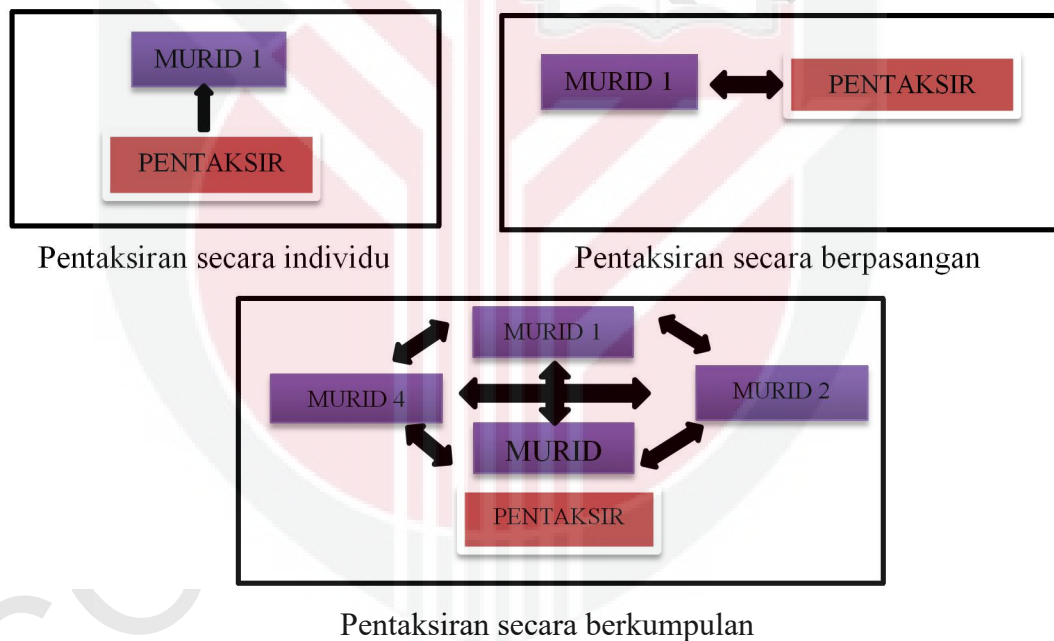 MURID 1
PENTAKSIR
Pentaksiran secara individu
MURID 1
PENTAKSIR
Pentaksiran secara berpasangan
MURID 1
MURID 4
MURID 2
MURID
PENTAKSIR
Pentaksiran secara berkumpulan